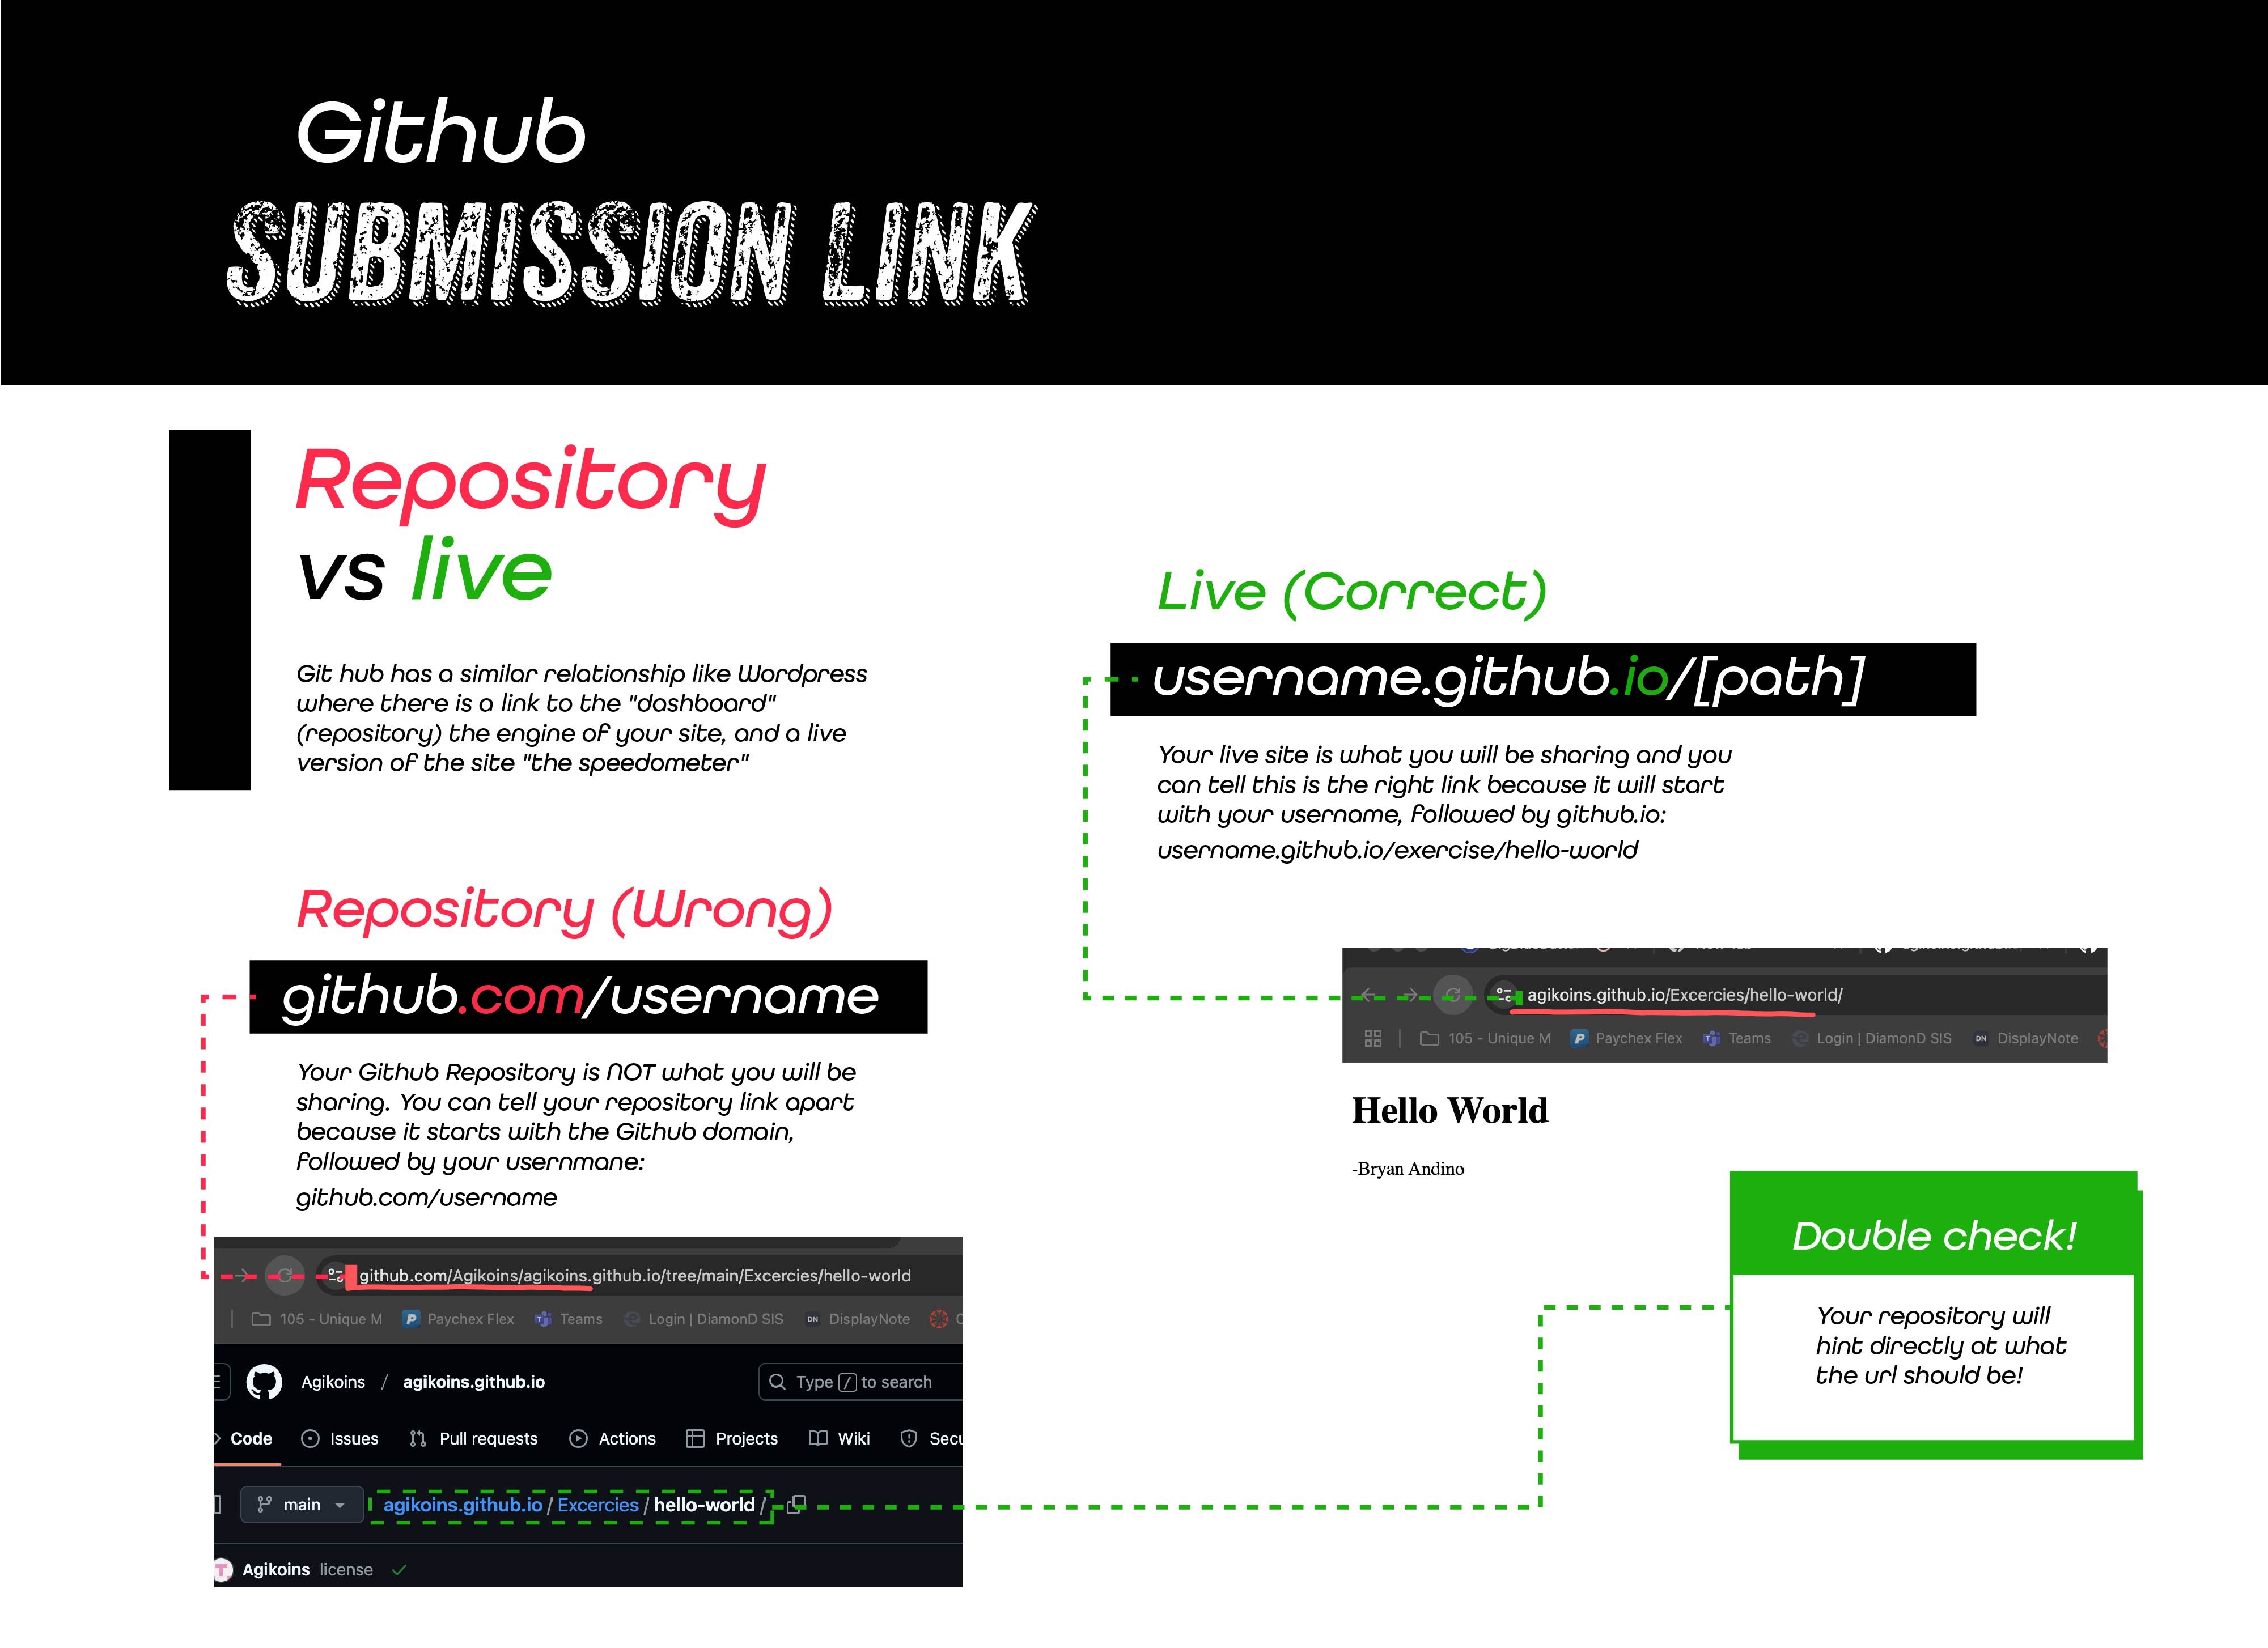 Github
SUBMISSION LINK
Repository
vs live
Git hub has a similar relationship like Wordpress
where there is a link to the "dashboard"
(repository) the engine of your site, and a live
version of the site "the speedometer"
Repository (Wrong)
github.com/username
Your Github Repository is NOT what you will be
sharing. You can tell your repository link apart
because it starts with the Github domain,
followed by your usernmane:
github.com/username
github.com/Agikoins/agikoins.github.io/tree/main/Excercies/hello-world
105 - Unique M Paychex Flex Teams Login | DiamonD SIS DN DisplayNote
Agikoins / agikoins.github.io Type / to search
Code Issues Pull requests Actions Projects Wiki Secu
main agikoins.github.io / Excercies / hello-world /
T Agikoins license
Live (Correct)
username.github.io/[path]
Your live site is what you will be sharing and you
can tell this is the right link because it will start
with your username, followed by github.io:
username.github.io/exercise/hello-world
agikoins.github.io/Excercies/hello-world/
105 - Unique M Paychex Flex Teams Login | DiamonD SIS DN DisplayNote
Hello World
-Bryan Andino
Double check!
Your repository will
hint directly at what
the url should be!